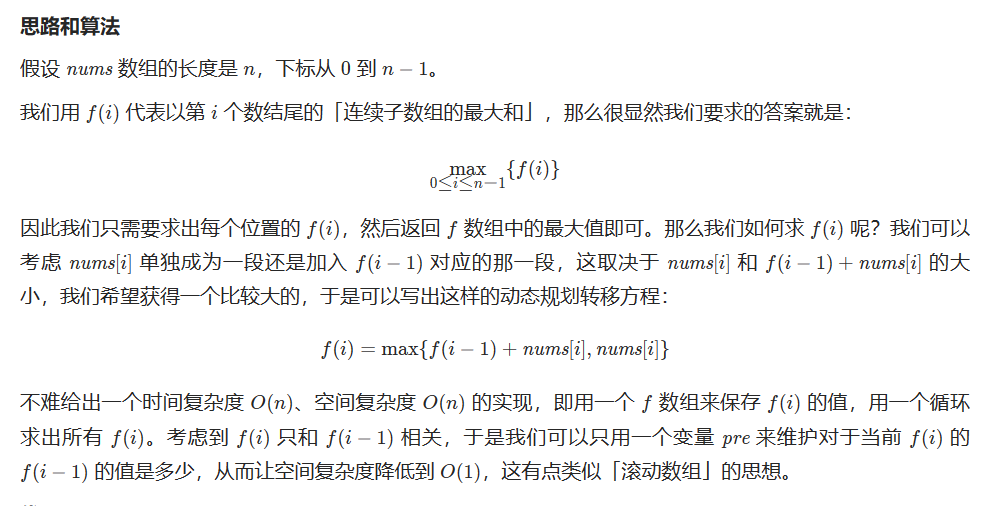 思路和算法
假设 nums 数组的长度是 n，下标从 0 到 n − 1。
我们用 f(i) 代表以第 i 个数结尾的「连续子数组的最大和」，那么很显然我们要求的答案就是：
max{f(i)}
0≤i≤n−1
因此我们只需要求出每个位置的 f(i)，然后返回 f 数组中的最大值即可。那么我们如何求 f(i) 呢？我们可以
考虑 nums[i] 单独成为一段还是加入 f(i − 1) 对应的那一段，这取决于 nums[i] 和 f(i − 1) + nums[i] 的大
小，我们希望获得一个比较大的，于是可以写出这样的动态规划转移方程：
f(i) = max{f(i − 1) + nums[i], nums[i]}
不难给出一个时间复杂度 O(n)、空间复杂度 O(n) 的实现，即用一个 f 数组来保存 f(i) 的值，用一个循环
求出所有 f(i)。考虑到 f(i) 只和 f(i − 1) 相关，于是我们可以只用一个变量 pre 来维护对于当前 f(i) 的
f(i − 1) 的值是多少，从而让空间复杂度降低到 O(1)，这有点类似「滚动数组」的思想。